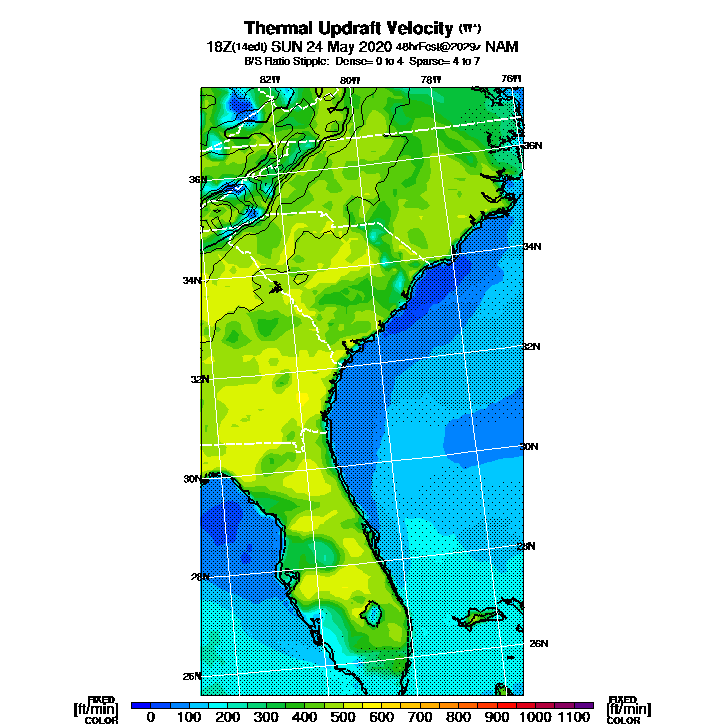 Thermal Updraft Velocity (W*)
18Z(14edt) SUN 24 May 2020 48hrFcst@2029z NAM
B/S Ratio Stipple: Dense= 0 to 4 Sparse= 4 to 7
82W 80W 78W 76W
36N 36N
34N 34N
32N 32N
30N 30N
28N 28N
26N 26N
FIXED FIXED
[ft/min] 0 100 200 300 400 500 600 700 800 900 1000 1100 [ft/min]
COLOR COLOR